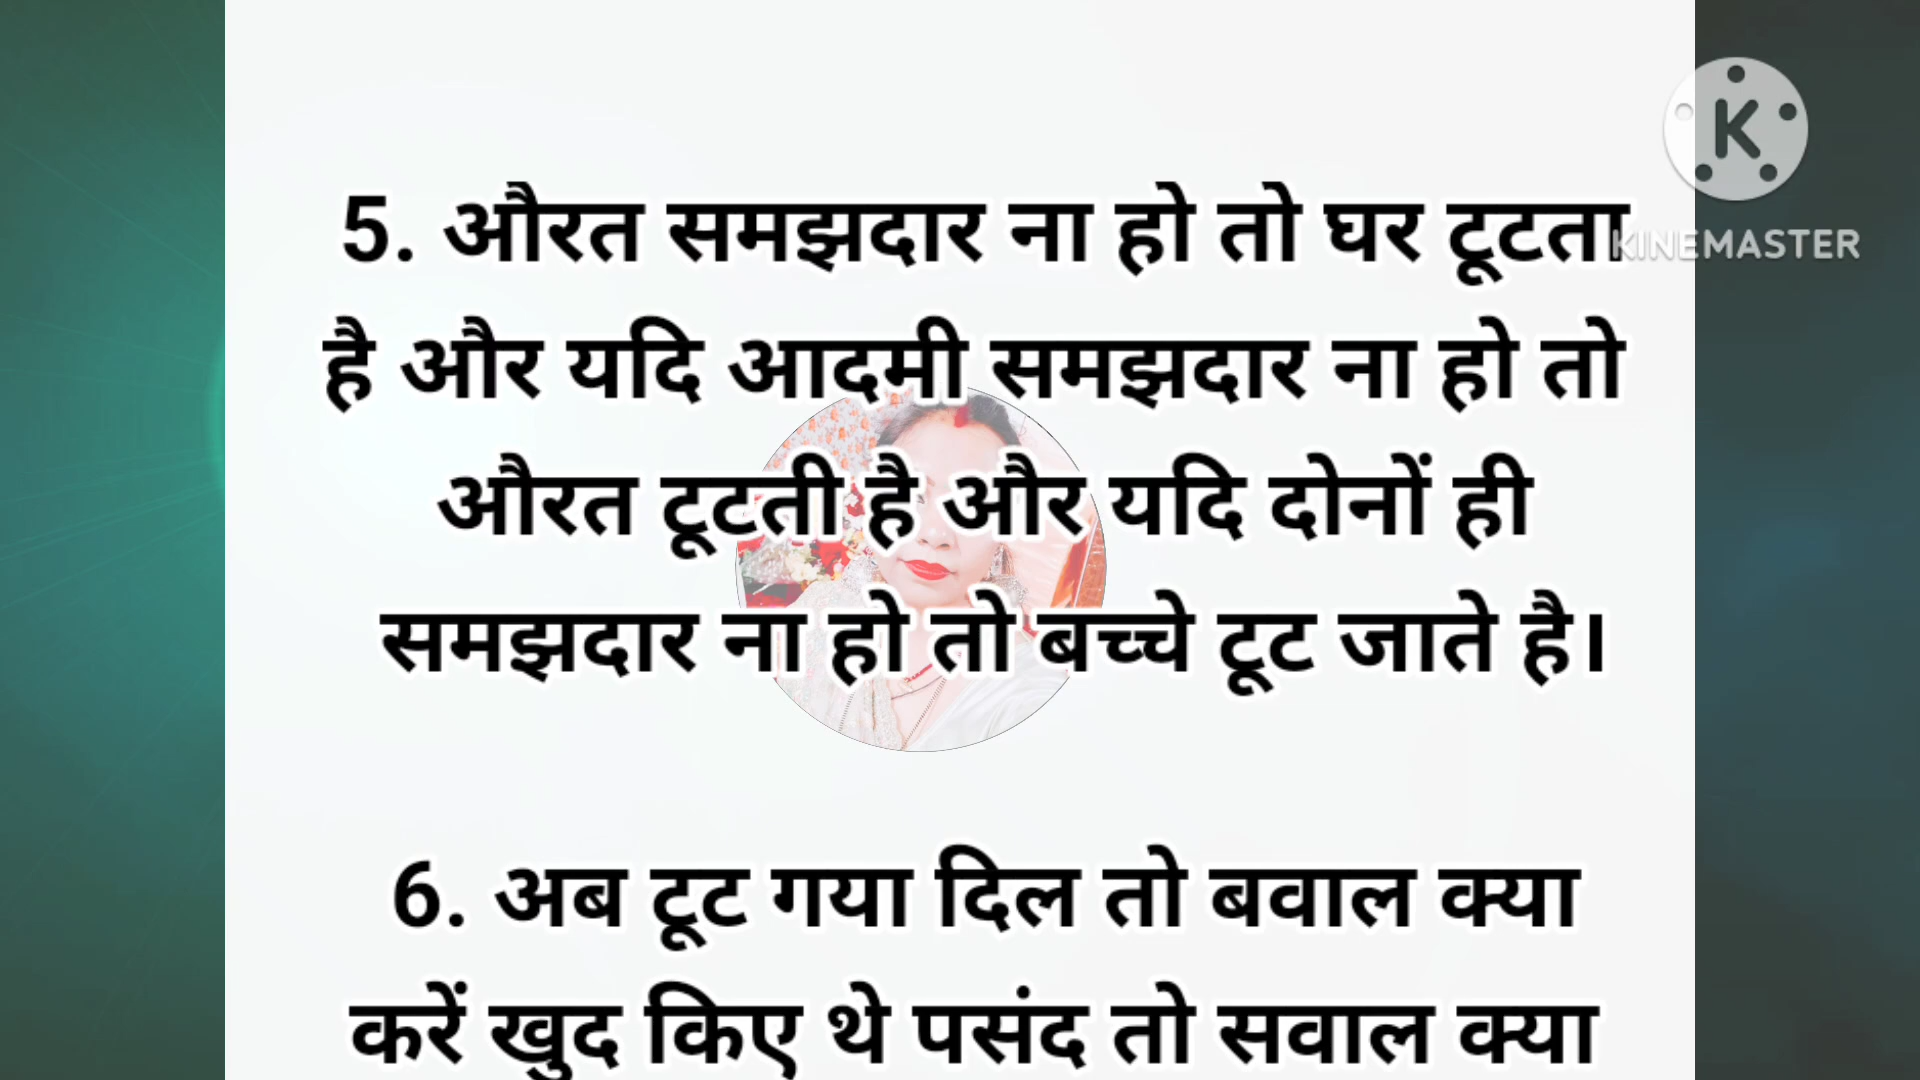 5. औरत समझदार ना हो तो घर टूटता
है और यदि आदमी समझदार ना हो तो
औरत टूटती है और यदि दोनों ही
समझदार ना हो तो बच्चे टूट जाते है।
6. अब टूट गया दिल तो बवाल क्या
करें खुद किए थे पसंद तो सवाल क्या
K
KINEMASTER